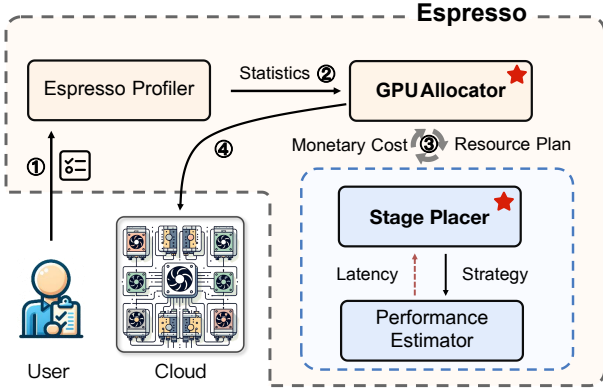 Espresso
Espresso Profiler
Statistics ②
GPU Allocator
①
④
Monetary Cost ③ Resource Plan
Stage Placer
Latency
Strategy
Performance
Estimator
User
Cloud